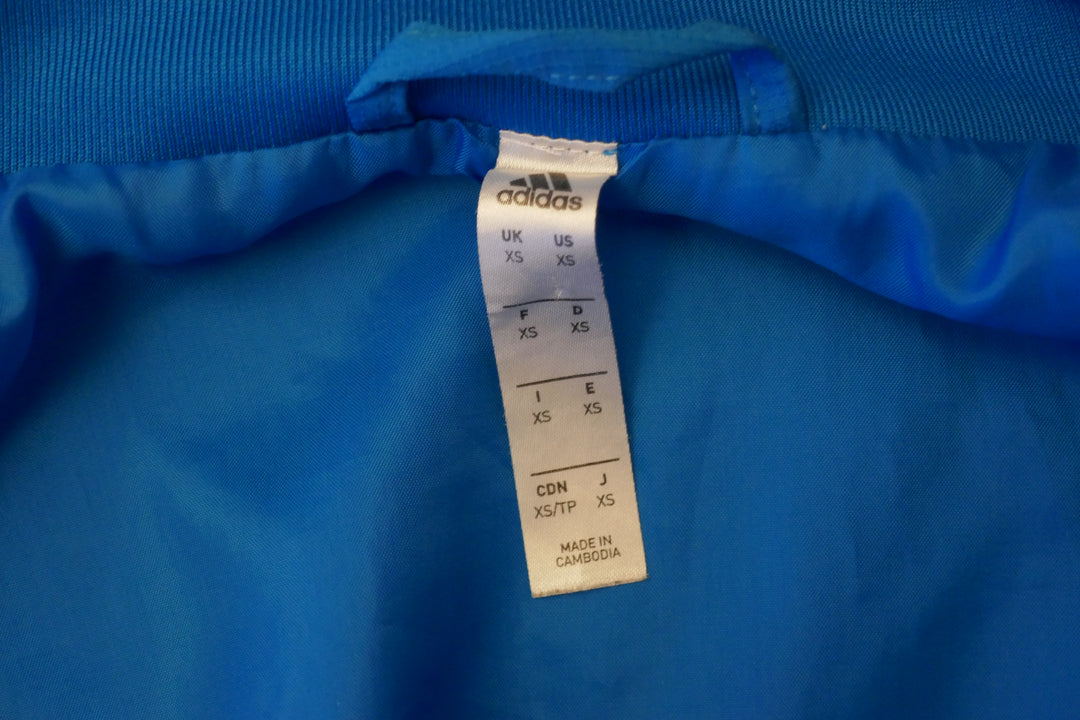 adidas
UK US
XS XS
F D
XS XS
I E
XS XS
CDN J
XS/TP XS
MADE IN
CAMBODIA